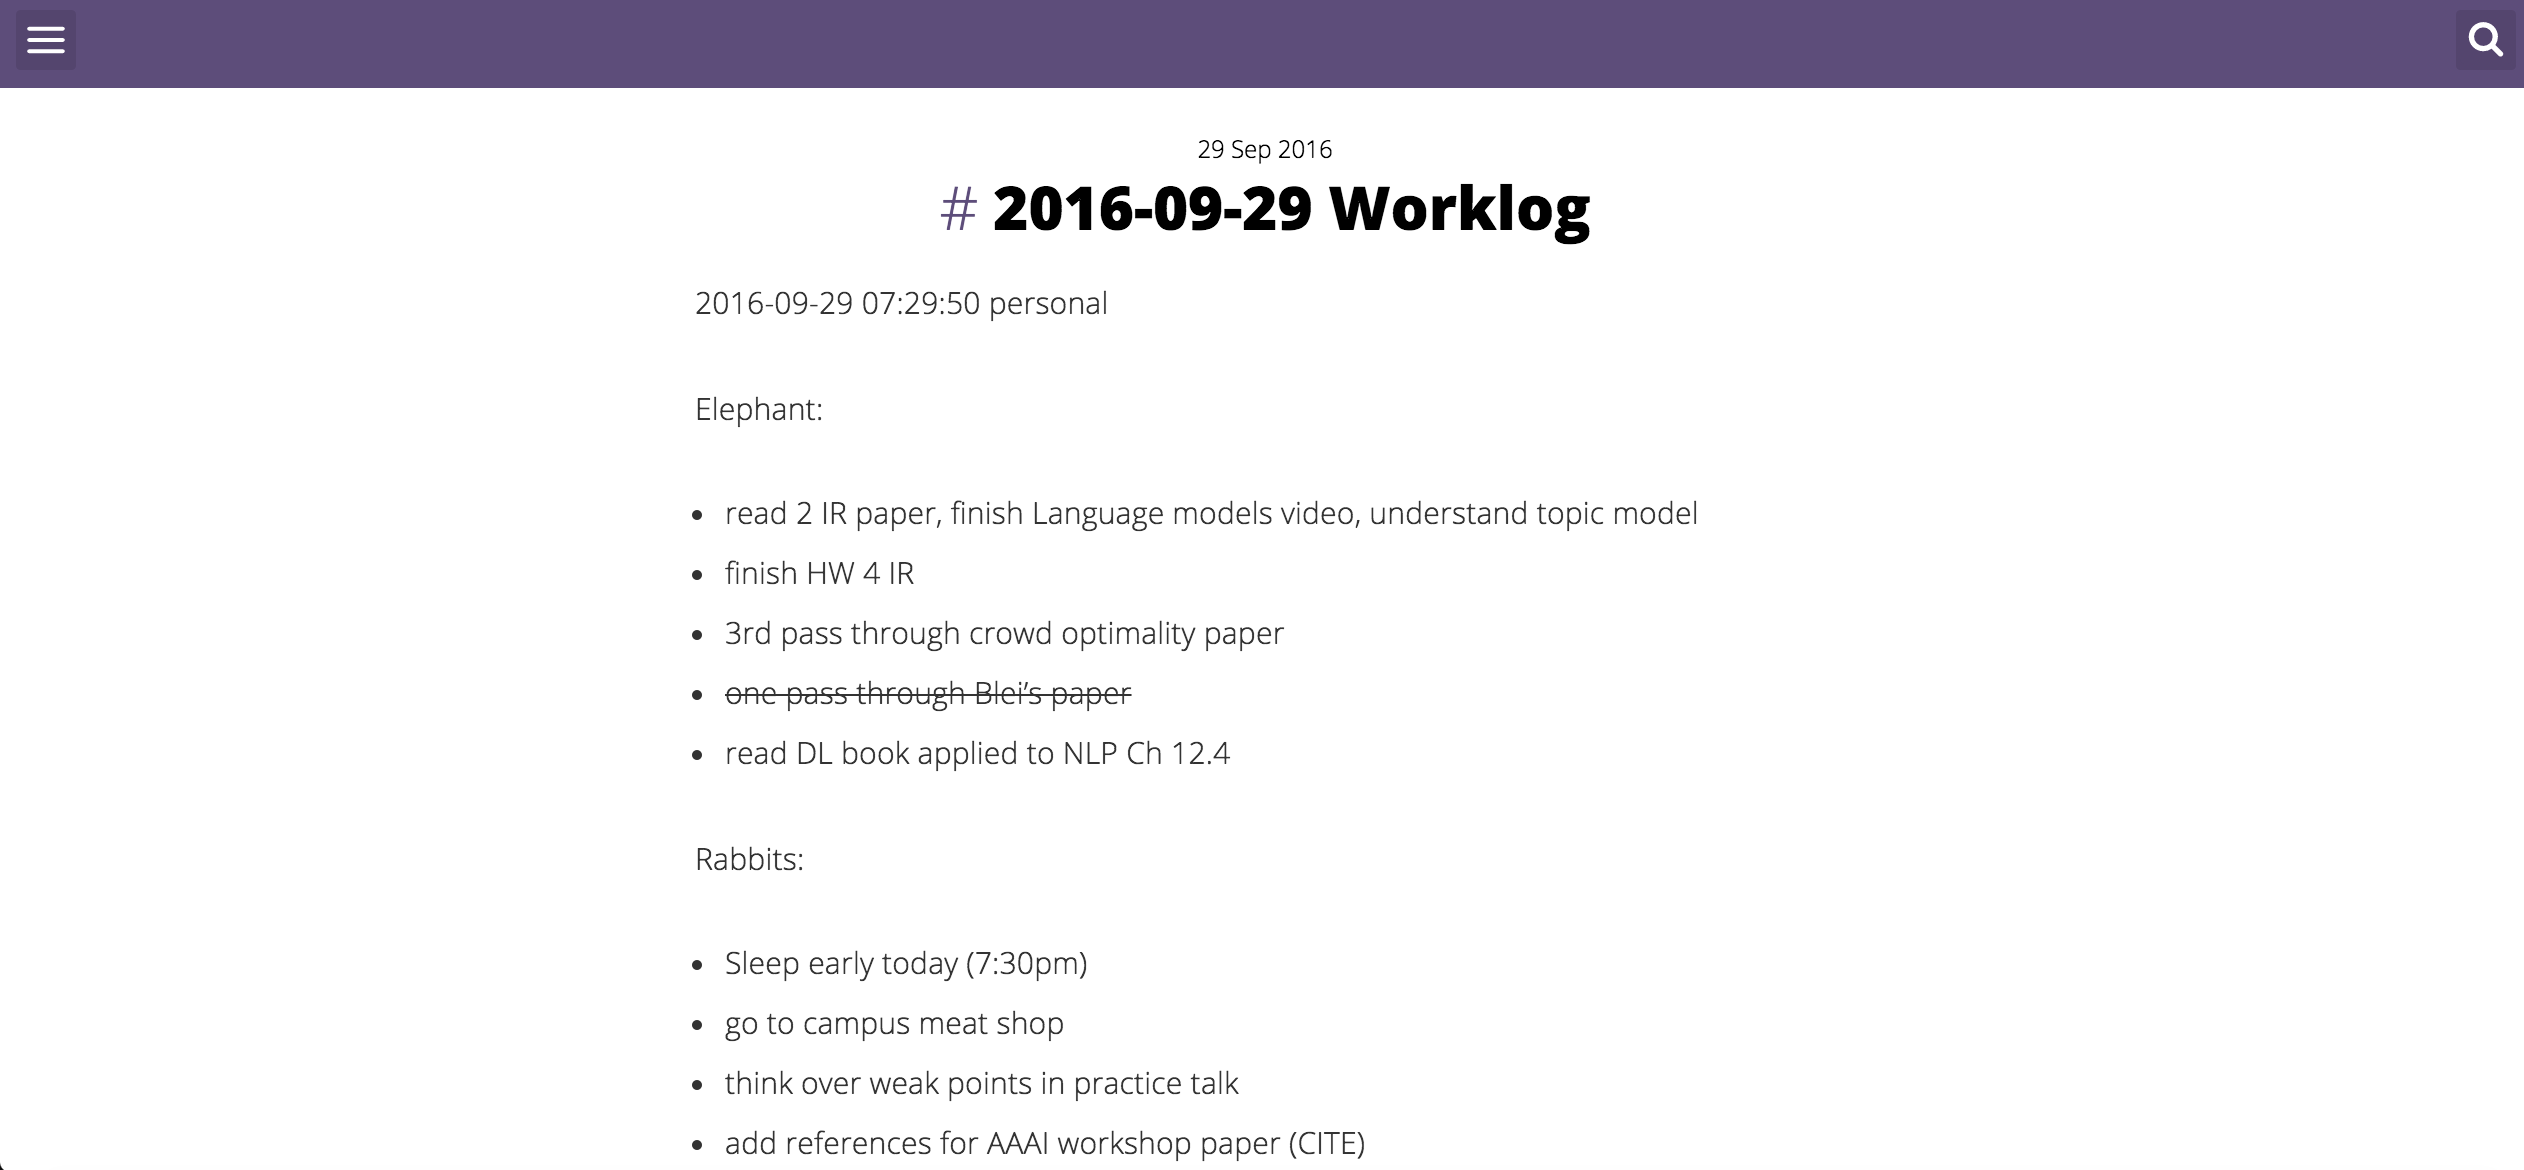 29 Sep 2016
# 2016-09-29 Worklog
2016-09-29 07:29:50 personal
Elephant:
• read 2 IR paper, finish Language models video, understand topic model
• finish HW 4 IR
• 3rd pass through crowd optimality paper
• one pass through Blei’s paper
• read DL book applied to NLP Ch 12.4
Rabbits:
• Sleep early today (7:30pm)
• go to campus meat shop
• think over weak points in practice talk
• add references for AAAI workshop paper (CITE)